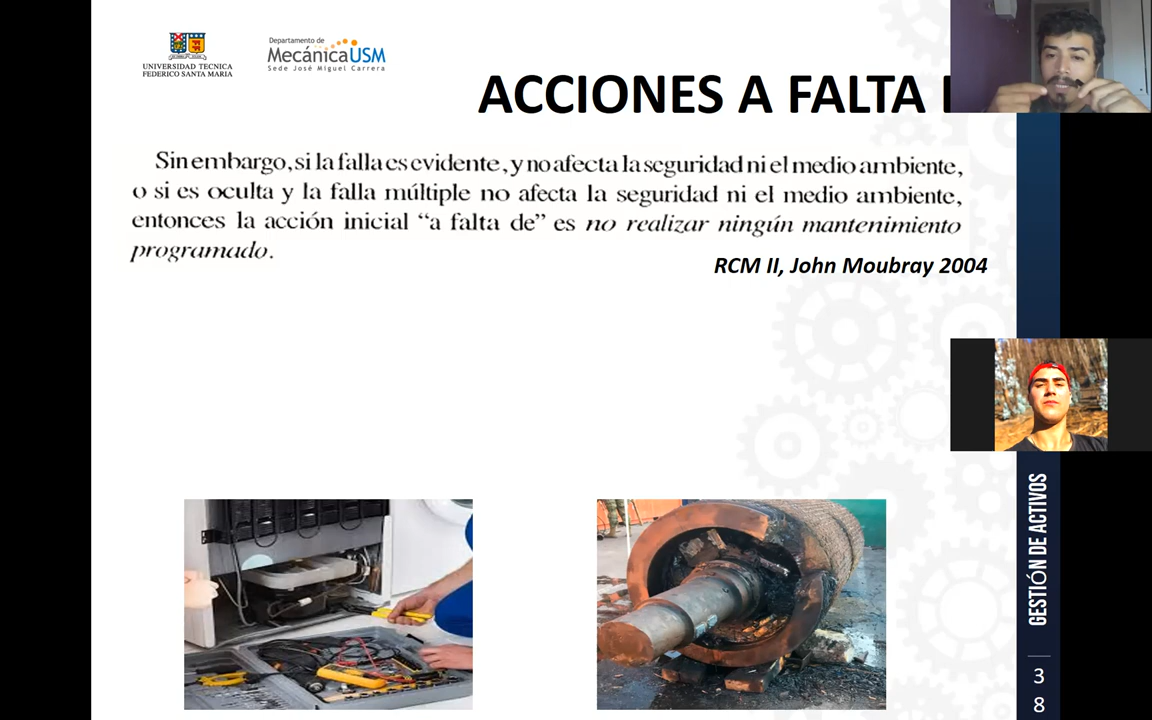 UNIVERSIDAD TECNICA
FEDERICO SANTA MARIA
Departamento de
MecánicaUSM
Sede José Miguel Carrera
ACCIONES A FALTA
Sin embargo, si la falla es evidente, y no afecta la seguridad ni el medio ambiente,
o si es oculta y la falla múltiple no afecta la seguridad ni el medio ambiente,
entonces la acción inicial “a falta de” es no realizar ningún mantenimiento
programado.
RCM II, John Moubray 2004
GESTIÓN DE ACTIVOS
3
8